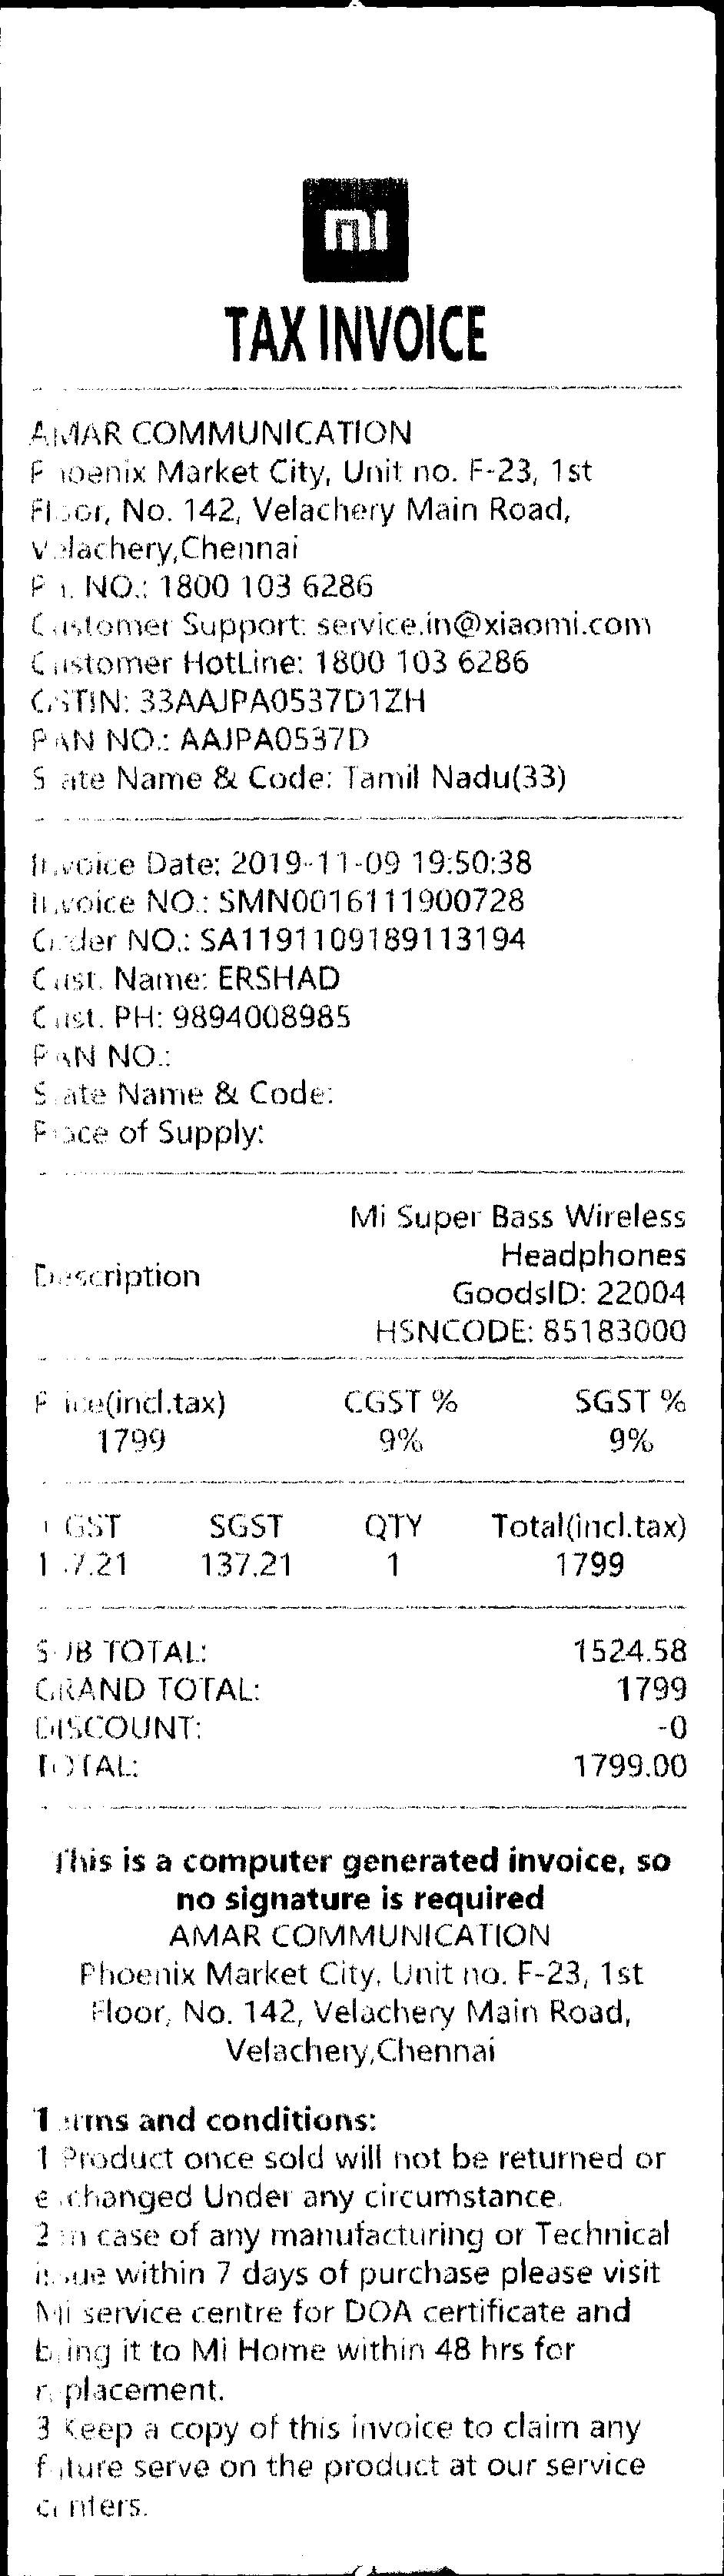 mi
TAX INVOICE
AMAR COMMUNICATION
Phoenix Market City, Unit no. F-23, 1st
Floor, No. 142, Velachery Main Road,
Velachery,Chennai
Ph. NO.: 1800 103 6286
Customer Support: service.in@xiaomi.com
Customer HotLine: 1800 103 6286
GSTIN: 33AAJPA0537D1ZH
PAN NO.: AAJPA0537D
State Name & Code: Tamil Nadu(33)
Invoice Date: 2019-11-09 19:50:38
Invoice NO.: SMN0016111900728
Order NO.: SA1191109189113194
Cust. Name: ERSHAD
Cust. PH: 9894008985
PAN NO.:
State Name & Code:
Place of Supply:
Mi Super Bass Wireless
Headphones
Description
GoodsID: 22004
HSNCODE: 85183000
Price(incl.tax) CGST % SGST %
1799 9% 9%
CGST SGST QTY Total(incl.tax)
137.21 137.21 1 1799
SUB TOTAL: 1524.58
GRAND TOTAL: 1799
DISCOUNT: -0
TOTAL: 1799.00
This is a computer generated invoice, so
no signature is required
AMAR COMMUNICATION
Phoenix Market City, Unit no. F-23, 1st
Floor, No. 142, Velachery Main Road,
Velachery,Chennai
Terms and conditions:
1 Product once sold will not be returned or
exchanged Under any circumstance.
2 In case of any manufacturing or Technical
issue within 7 days of purchase please visit
Mi service centre for DOA certificate and
bring it to Mi Home within 48 hrs for
replacement.
3 Keep a copy of this invoice to claim any
future serve on the product at our service
centers.